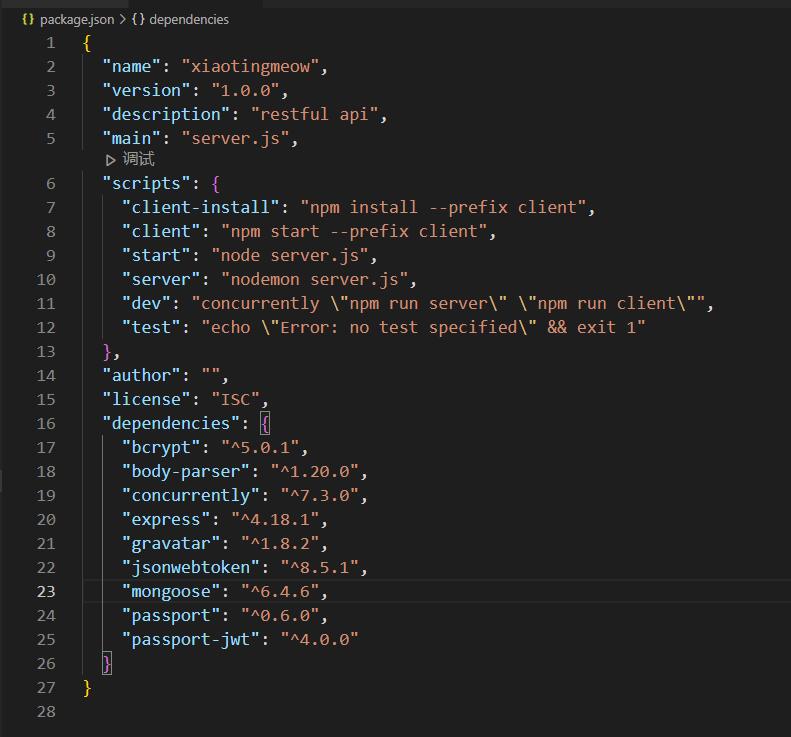 {} package.json > {} dependencies
1 {
2 "name": "xiaotingmeow",
3 "version": "1.0.0",
4 "description": "restful api",
5 "main": "server.js",
▷ 调试
6 "scripts": {
7 "client-install": "npm install --prefix client",
8 "client": "npm start --prefix client",
9 "start": "node server.js",
10 "server": "nodemon server.js",
11 "dev": "concurrently \"npm run server\" \"npm run client\"",
12 "test": "echo \"Error: no test specified\" && exit 1"
13 },
14 "author": "",
15 "license": "ISC",
16 "dependencies": {
17 "bcrypt": "^5.0.1",
18 "body-parser": "^1.20.0",
19 "concurrently": "^7.3.0",
20 "express": "^4.18.1",
21 "gravatar": "^1.8.2",
22 "jsonwebtoken": "^8.5.1",
23 "mongoose": "^6.4.6",
24 "passport": "^0.6.0",
25 "passport-jwt": "^4.0.0"
26 }
27 }
28